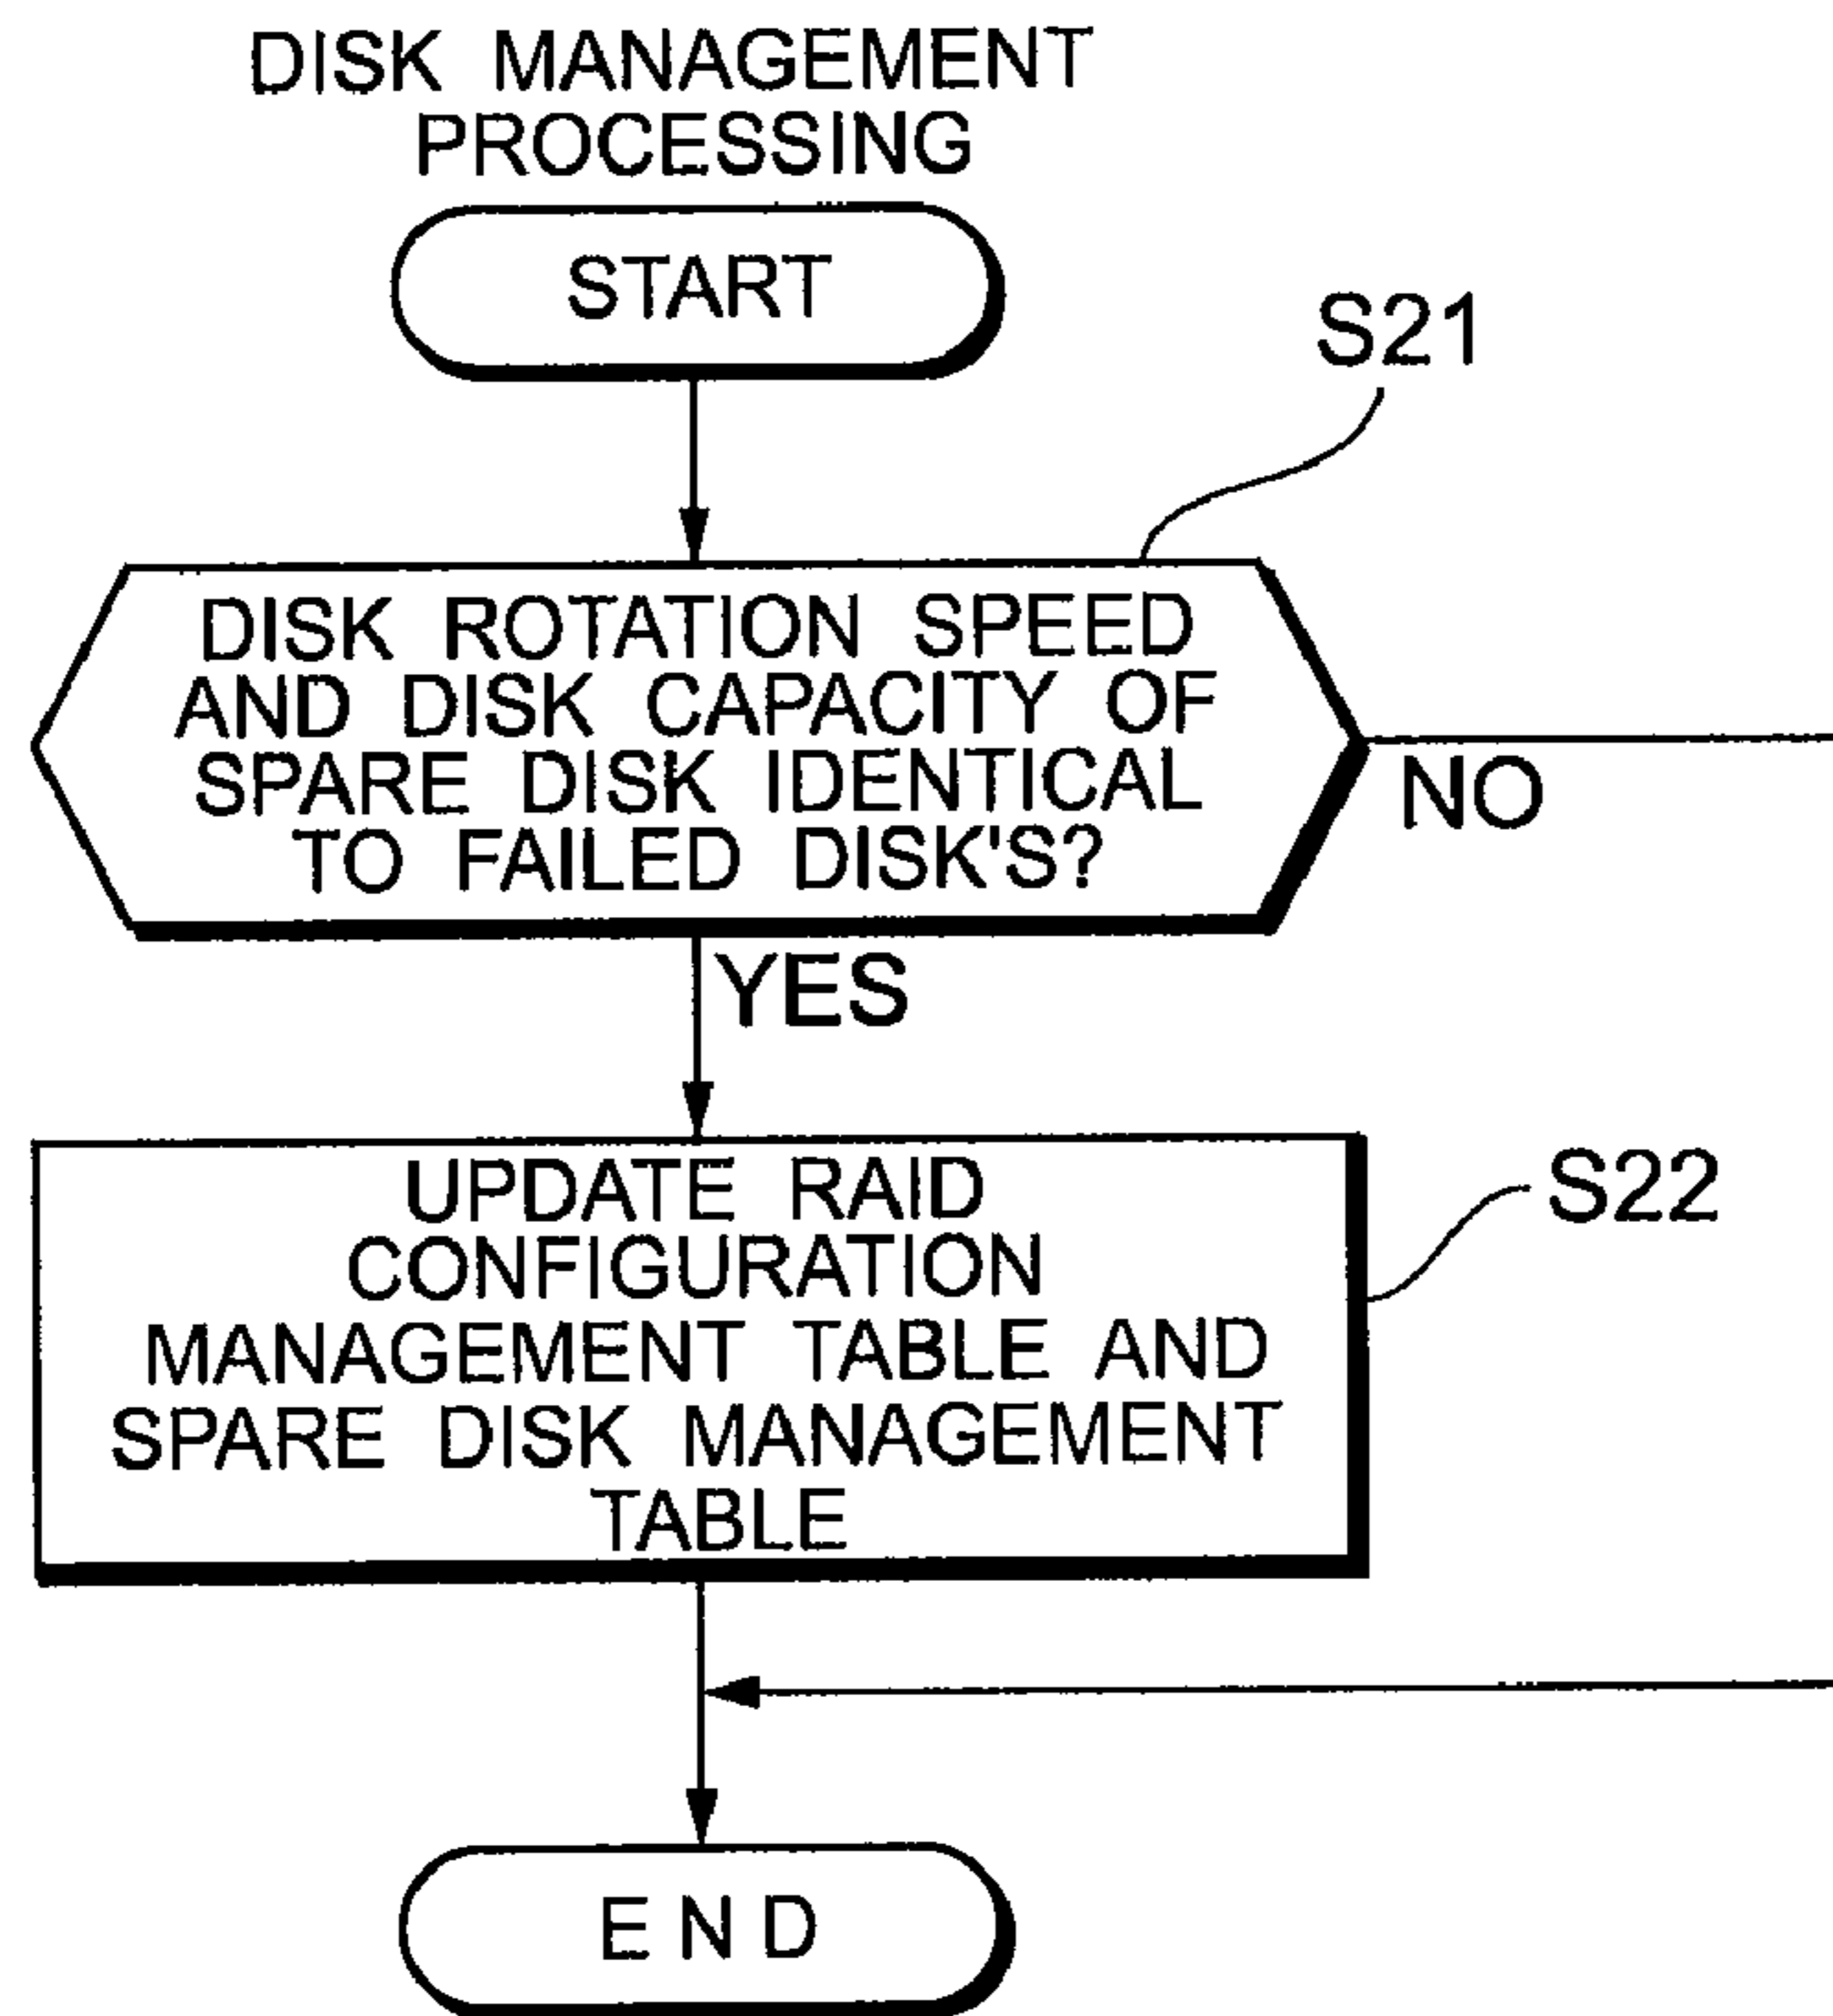 DISK MANAGEMENT
PROCESSING
START
S21
DISK ROTATION SPEED
AND DISK CAPACITY OF
SPARE DISK IDENTICAL
TO FAILED DISK'S?
NO
YES
UPDATE RAID
CONFIGURATION
MANAGEMENT TABLE AND
SPARE DISK MANAGEMENT
TABLE
S22
END